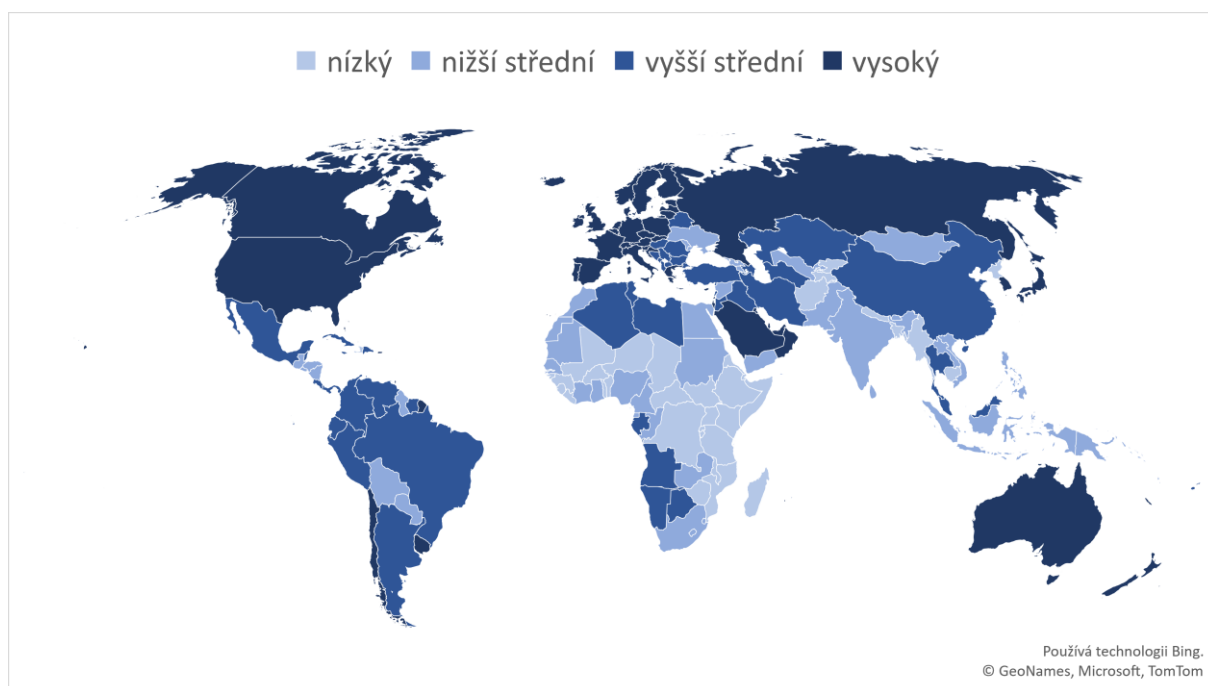 nízký nižší střední vyšší střední vysoký
Používá technologii Bing.
© GeoNames, Microsoft, TomTom